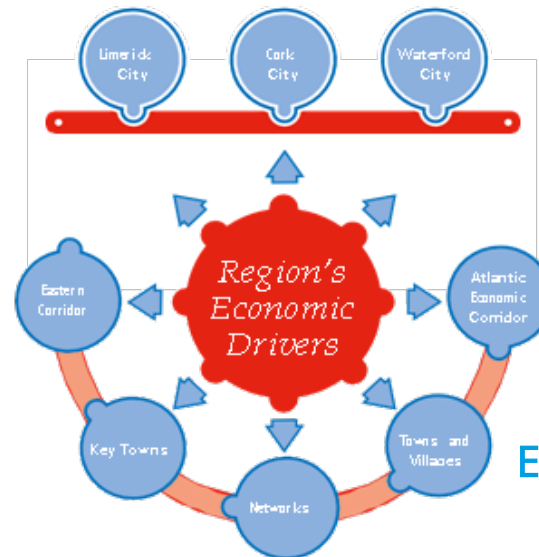 Limerick
City
Cork
City
Waterford
City
Region's
Economic
Drivers
Eastern
Corridor
Atlantic
Economic
Corridor
Key Towns
Towns and
Villages
Networks
E